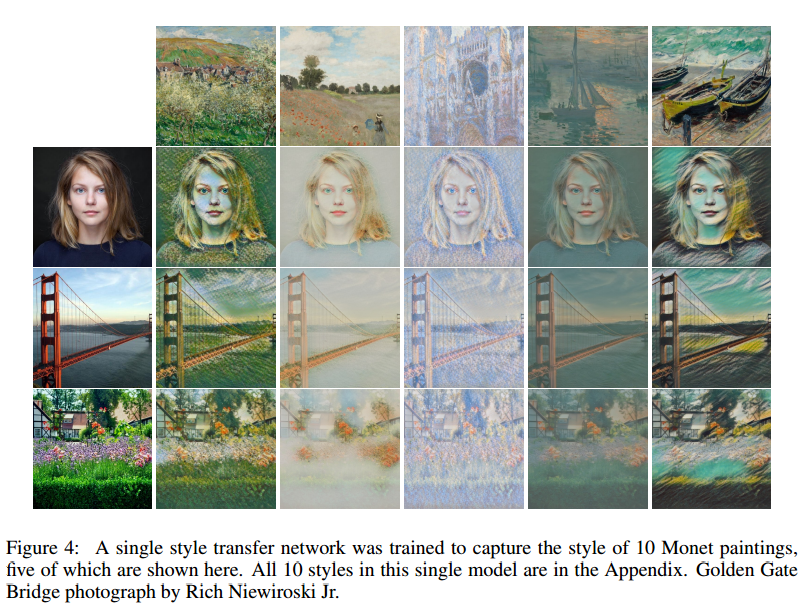 Figure 4: A single style transfer network was trained to capture the style of 10 Monet paintings,
five of which are shown here. All 10 styles in this single model are in the Appendix. Golden Gate
Bridge photograph by Rich Niewiroski Jr.